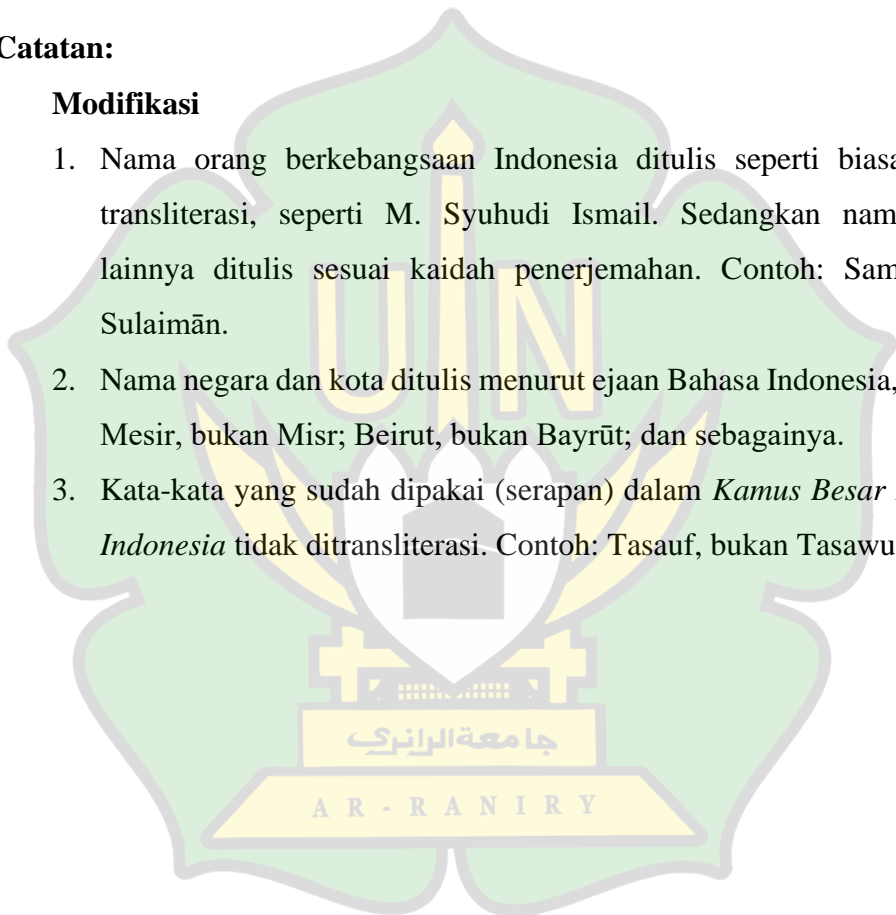 Catatan:
Modifikasi
1. Nama orang berkebangsaan Indonesia ditulis seperti biasa
transliterasi, seperti M. Syuhudi Ismail. Sedangkan nam
lainnya ditulis sesuai kaidah penerjemahan. Contoh: Sam
Sulaimān.
2. Nama negara dan kota ditulis menurut ejaan Bahasa Indonesia,
Mesir, bukan Misr; Beirut, bukan Bayrūt; dan sebagainya.
3. Kata-kata yang sudah dipakai (serapan) dalam Kamus Besar
Indonesia tidak ditransliterasi. Contoh: Tasauf, bukan Tasawu
UIN
جامعةالرانرك
AR-RANIRY